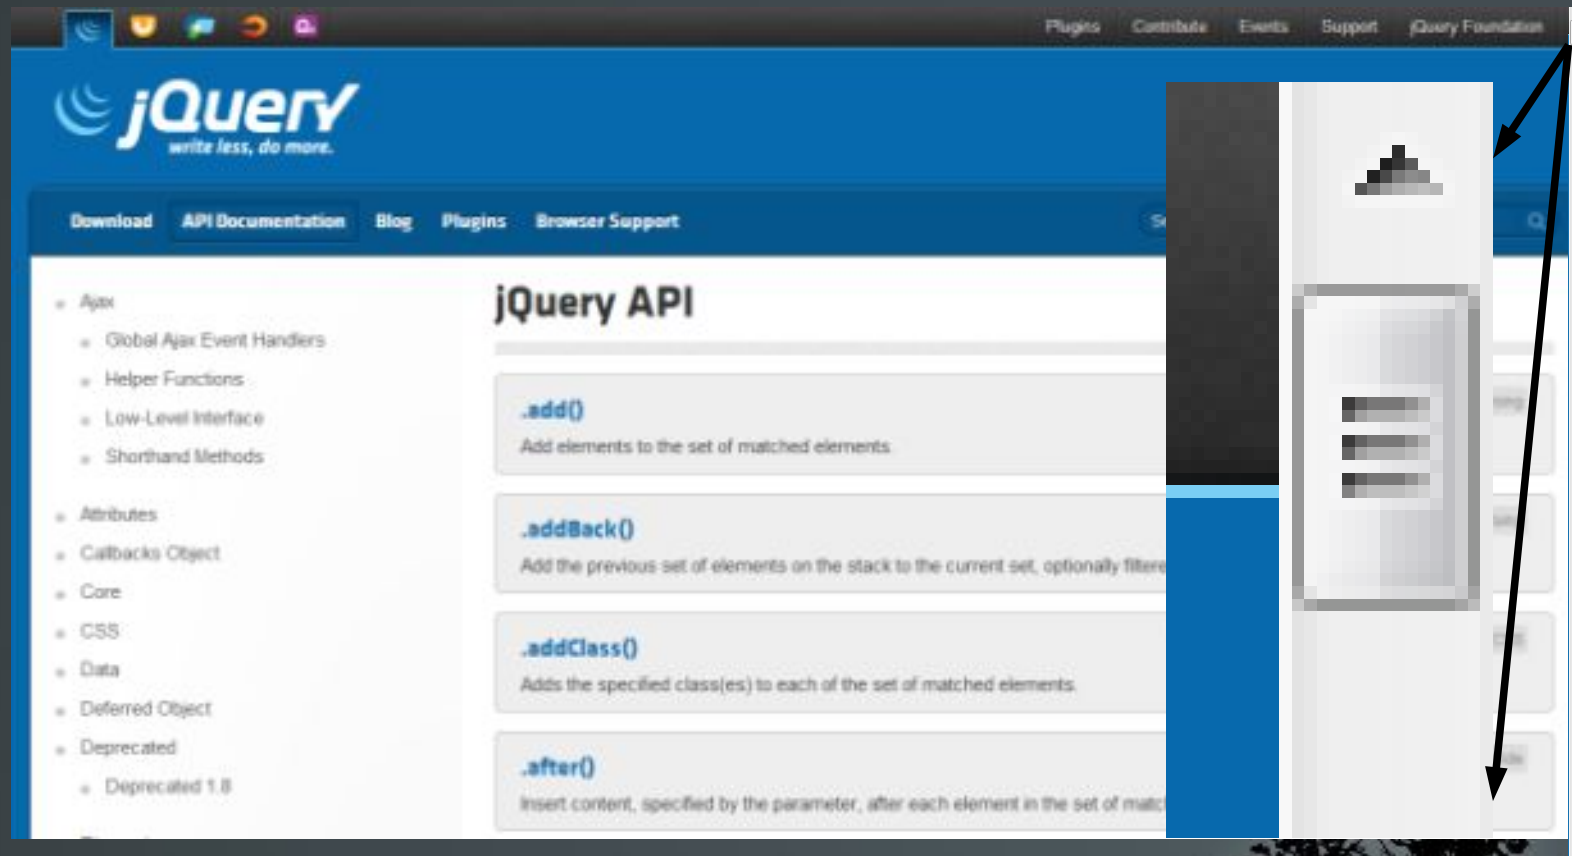 Plugins Contribute Events Support jQuery Foundation
jQuery
write less, do more.
Download API Documentation Blog Plugins Browser Support
Ajax
Global Ajax Event Handlers
Helper Functions
Low-Level Interface
Shorthand Methods
Attributes
Callbacks Object
Core
CSS
Data
Deferred Object
Deprecated
Deprecated 1.8
jQuery API
.add()
Add elements to the set of matched elements.
.addBack()
Add the previous set of elements on the stack to the current set, optionally filtere
.addClass()
Adds the specified class(es) to each of the set of matched elements.
.after()
Insert content, specified by the parameter, after each element in the set of matc